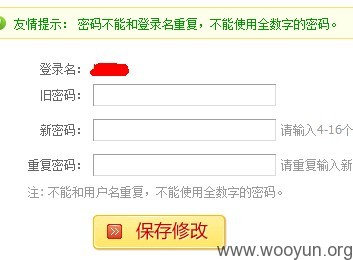 友情提示： 密码不能和登录名重复，不能使用全数字的密码。
登录名：
旧密码：
新密码： 请输入4-16个
重复密码： 请重复输入新
注: 不能和用户名重复，不能使用全数字的密码。
保存修改
www.wooyun.org